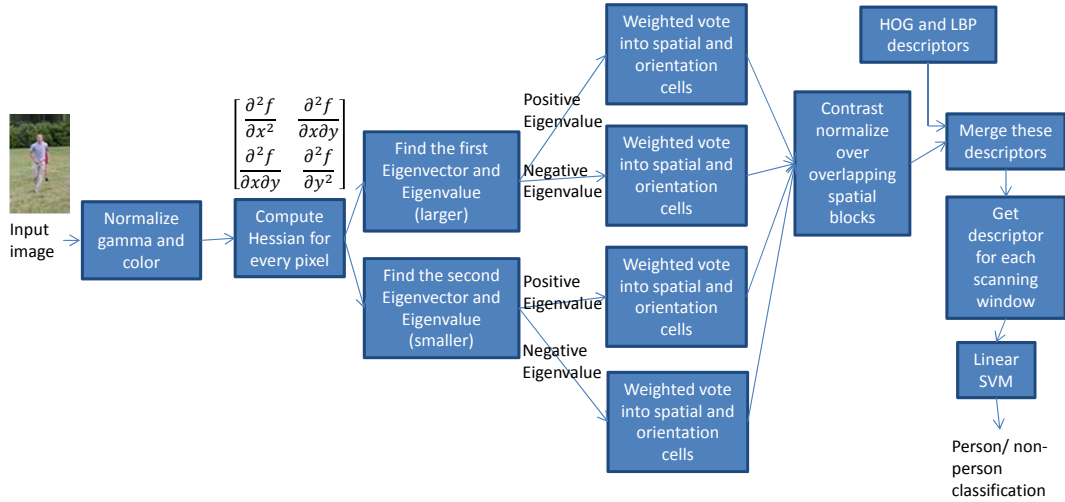 Input
image
Normalize
gamma and
color
∂²f/∂x² ∂²f/∂x∂y
∂²f/∂x∂y ∂²f/∂y²
Compute
Hessian for
every pixel
Find the first
Eigenvector and
Eigenvalue
(larger)
Find the second
Eigenvector and
Eigenvalue
(smaller)
Positive
Eigenvalue
Negative
Eigenvalue
Positive
Eigenvalue
Negative
Eigenvalue
Weighted vote
into spatial and
orientation
cells
Weighted vote
into spatial and
orientation
cells
Weighted vote
into spatial and
orientation
cells
Weighted vote
into spatial and
orientation
cells
Contrast
normalize
over
overlapping
spatial
blocks
HOG and LBP
descriptors
Merge these
descriptors
Get
descriptor
for each
scanning
window
Linear
SVM
Person/ non-
person
classification